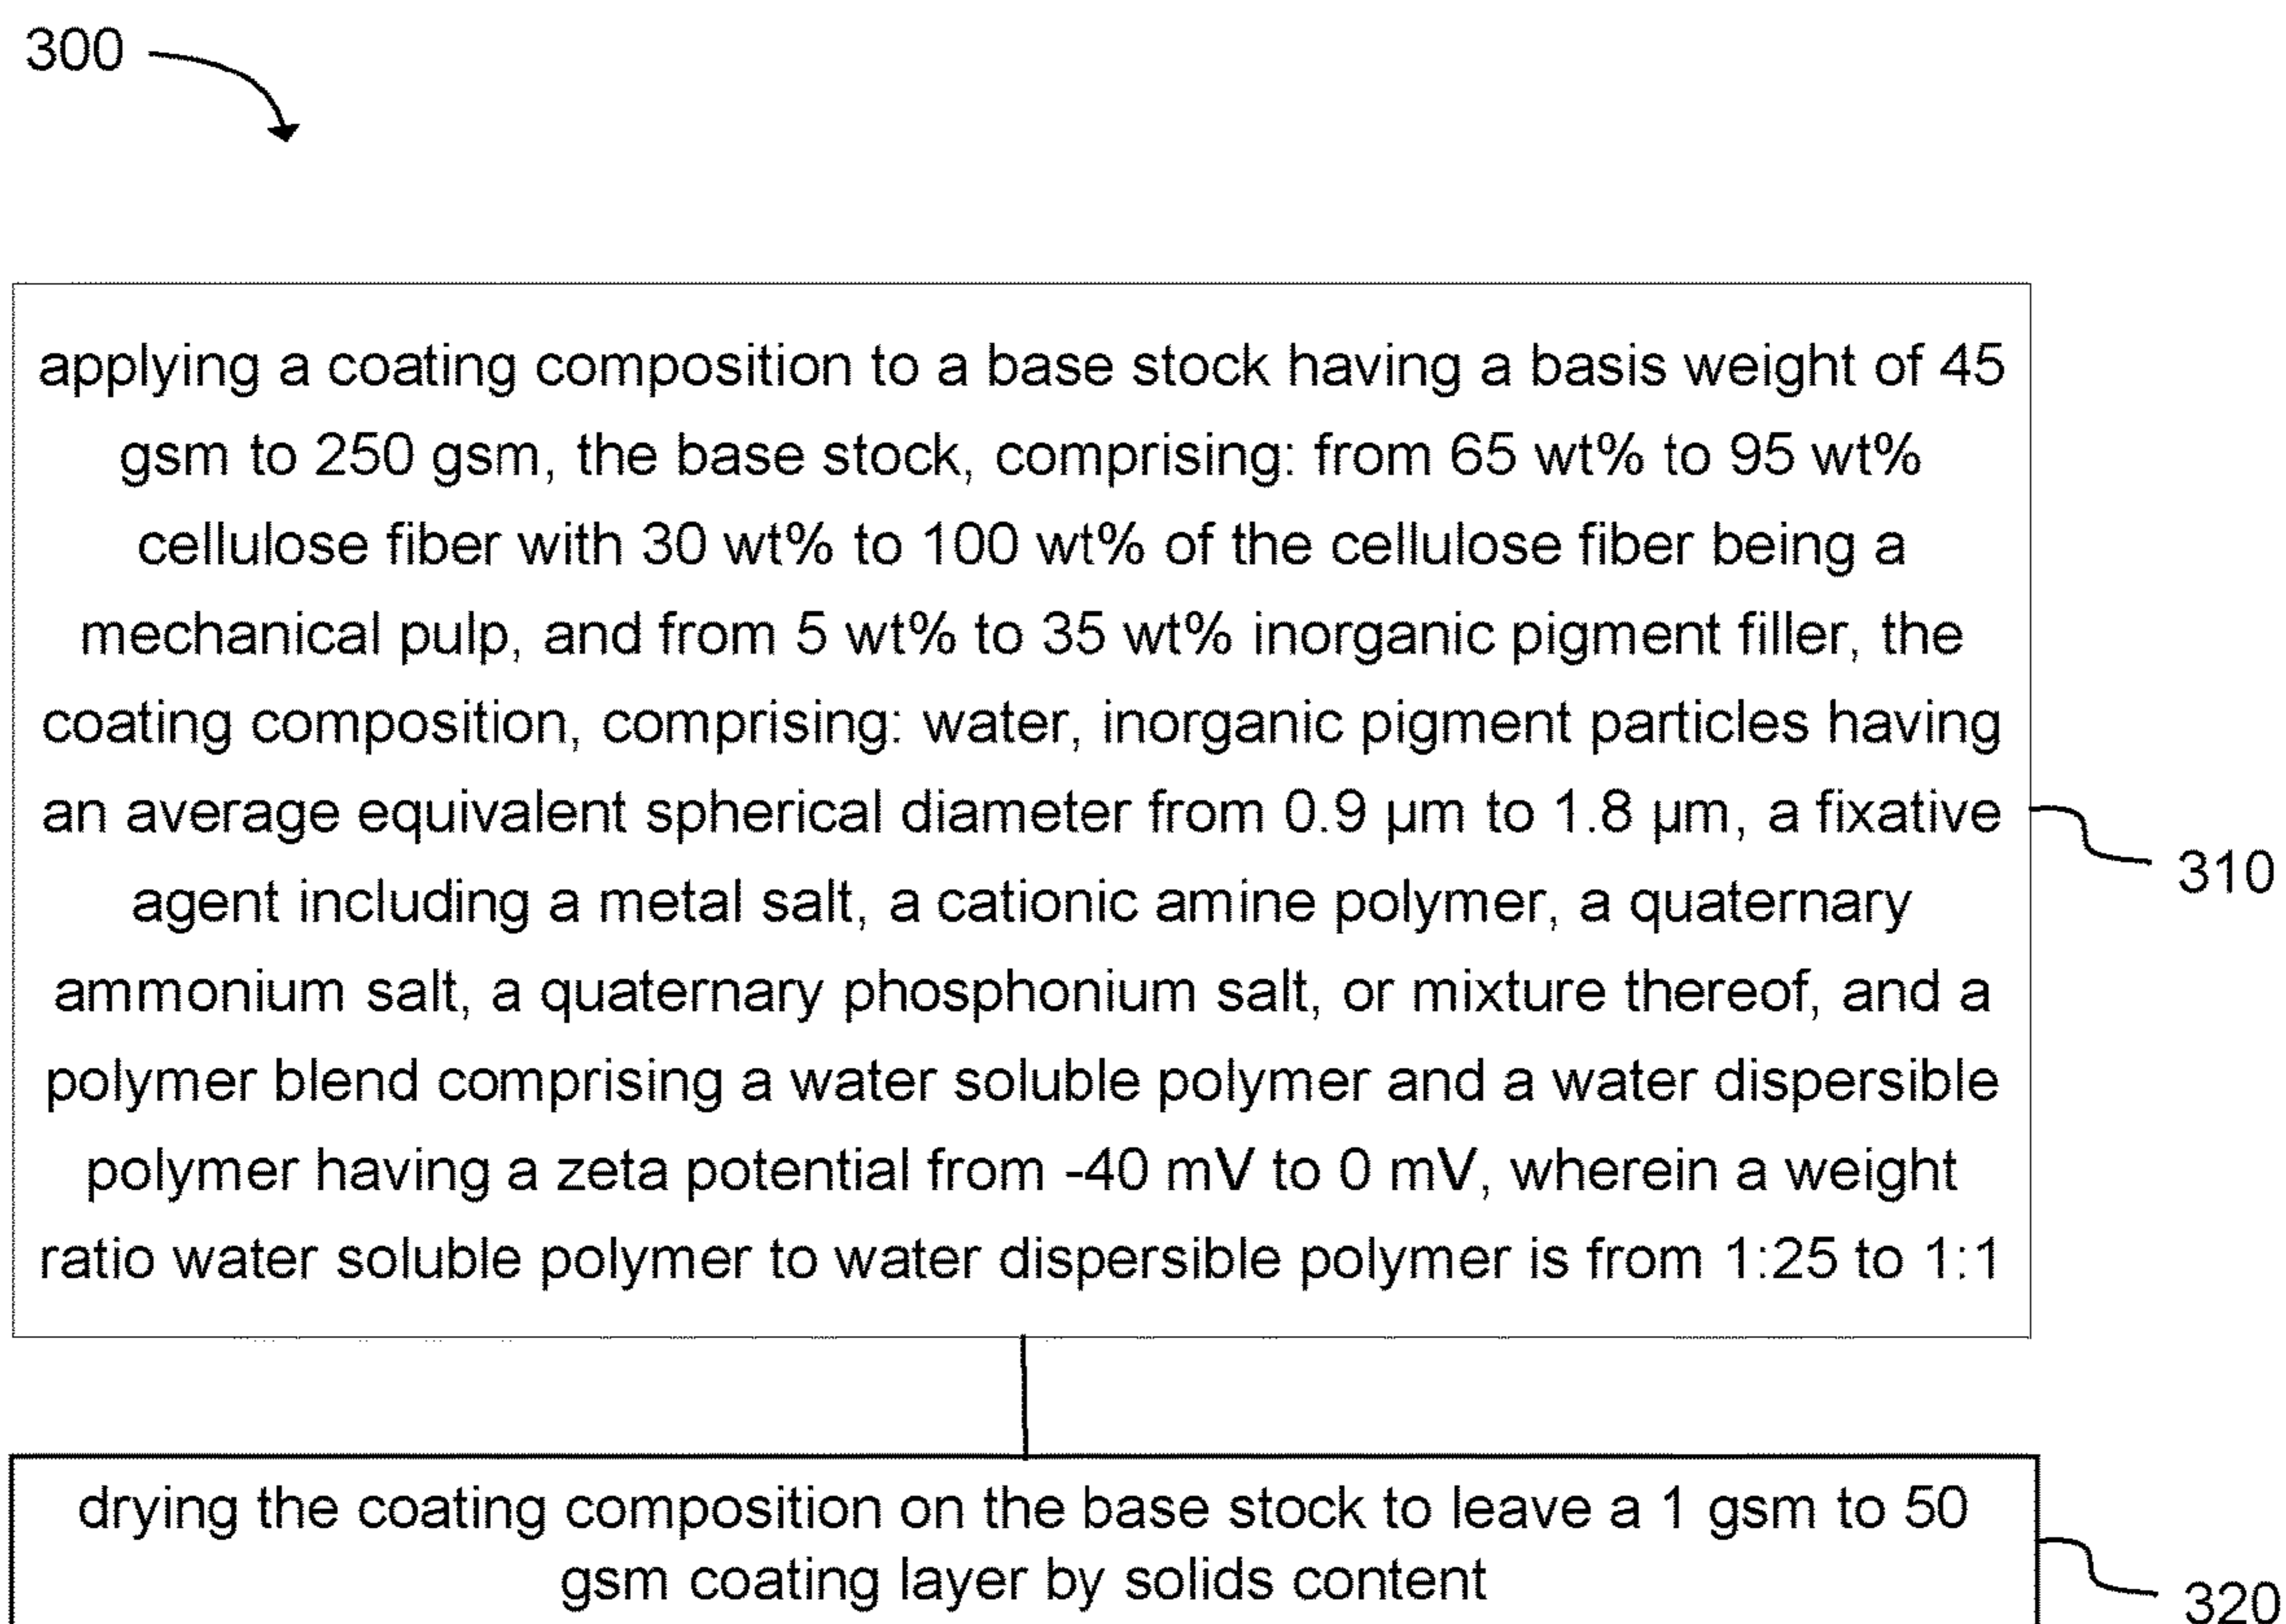 300
applying a coating composition to a base stock having a basis weight of 45
gsm to 250 gsm, the base stock, comprising: from 65 wt% to 95 wt%
cellulose fiber with 30 wt% to 100 wt% of the cellulose fiber being a
mechanical pulp, and from 5 wt% to 35 wt% inorganic pigment filler, the
coating composition, comprising: water, inorganic pigment particles having
an average equivalent spherical diameter from 0.9 µm to 1.8 µm, a fixative
agent including a metal salt, a cationic amine polymer, a quaternary
ammonium salt, a quaternary phosphonium salt, or mixture thereof, and a
polymer blend comprising a water soluble polymer and a water dispersible
polymer having a zeta potential from -40 mV to 0 mV, wherein a weight
ratio water soluble polymer to water dispersible polymer is from 1:25 to 1:1
310
drying the coating composition on the base stock to leave a 1 gsm to 50
gsm coating layer by solids content
320